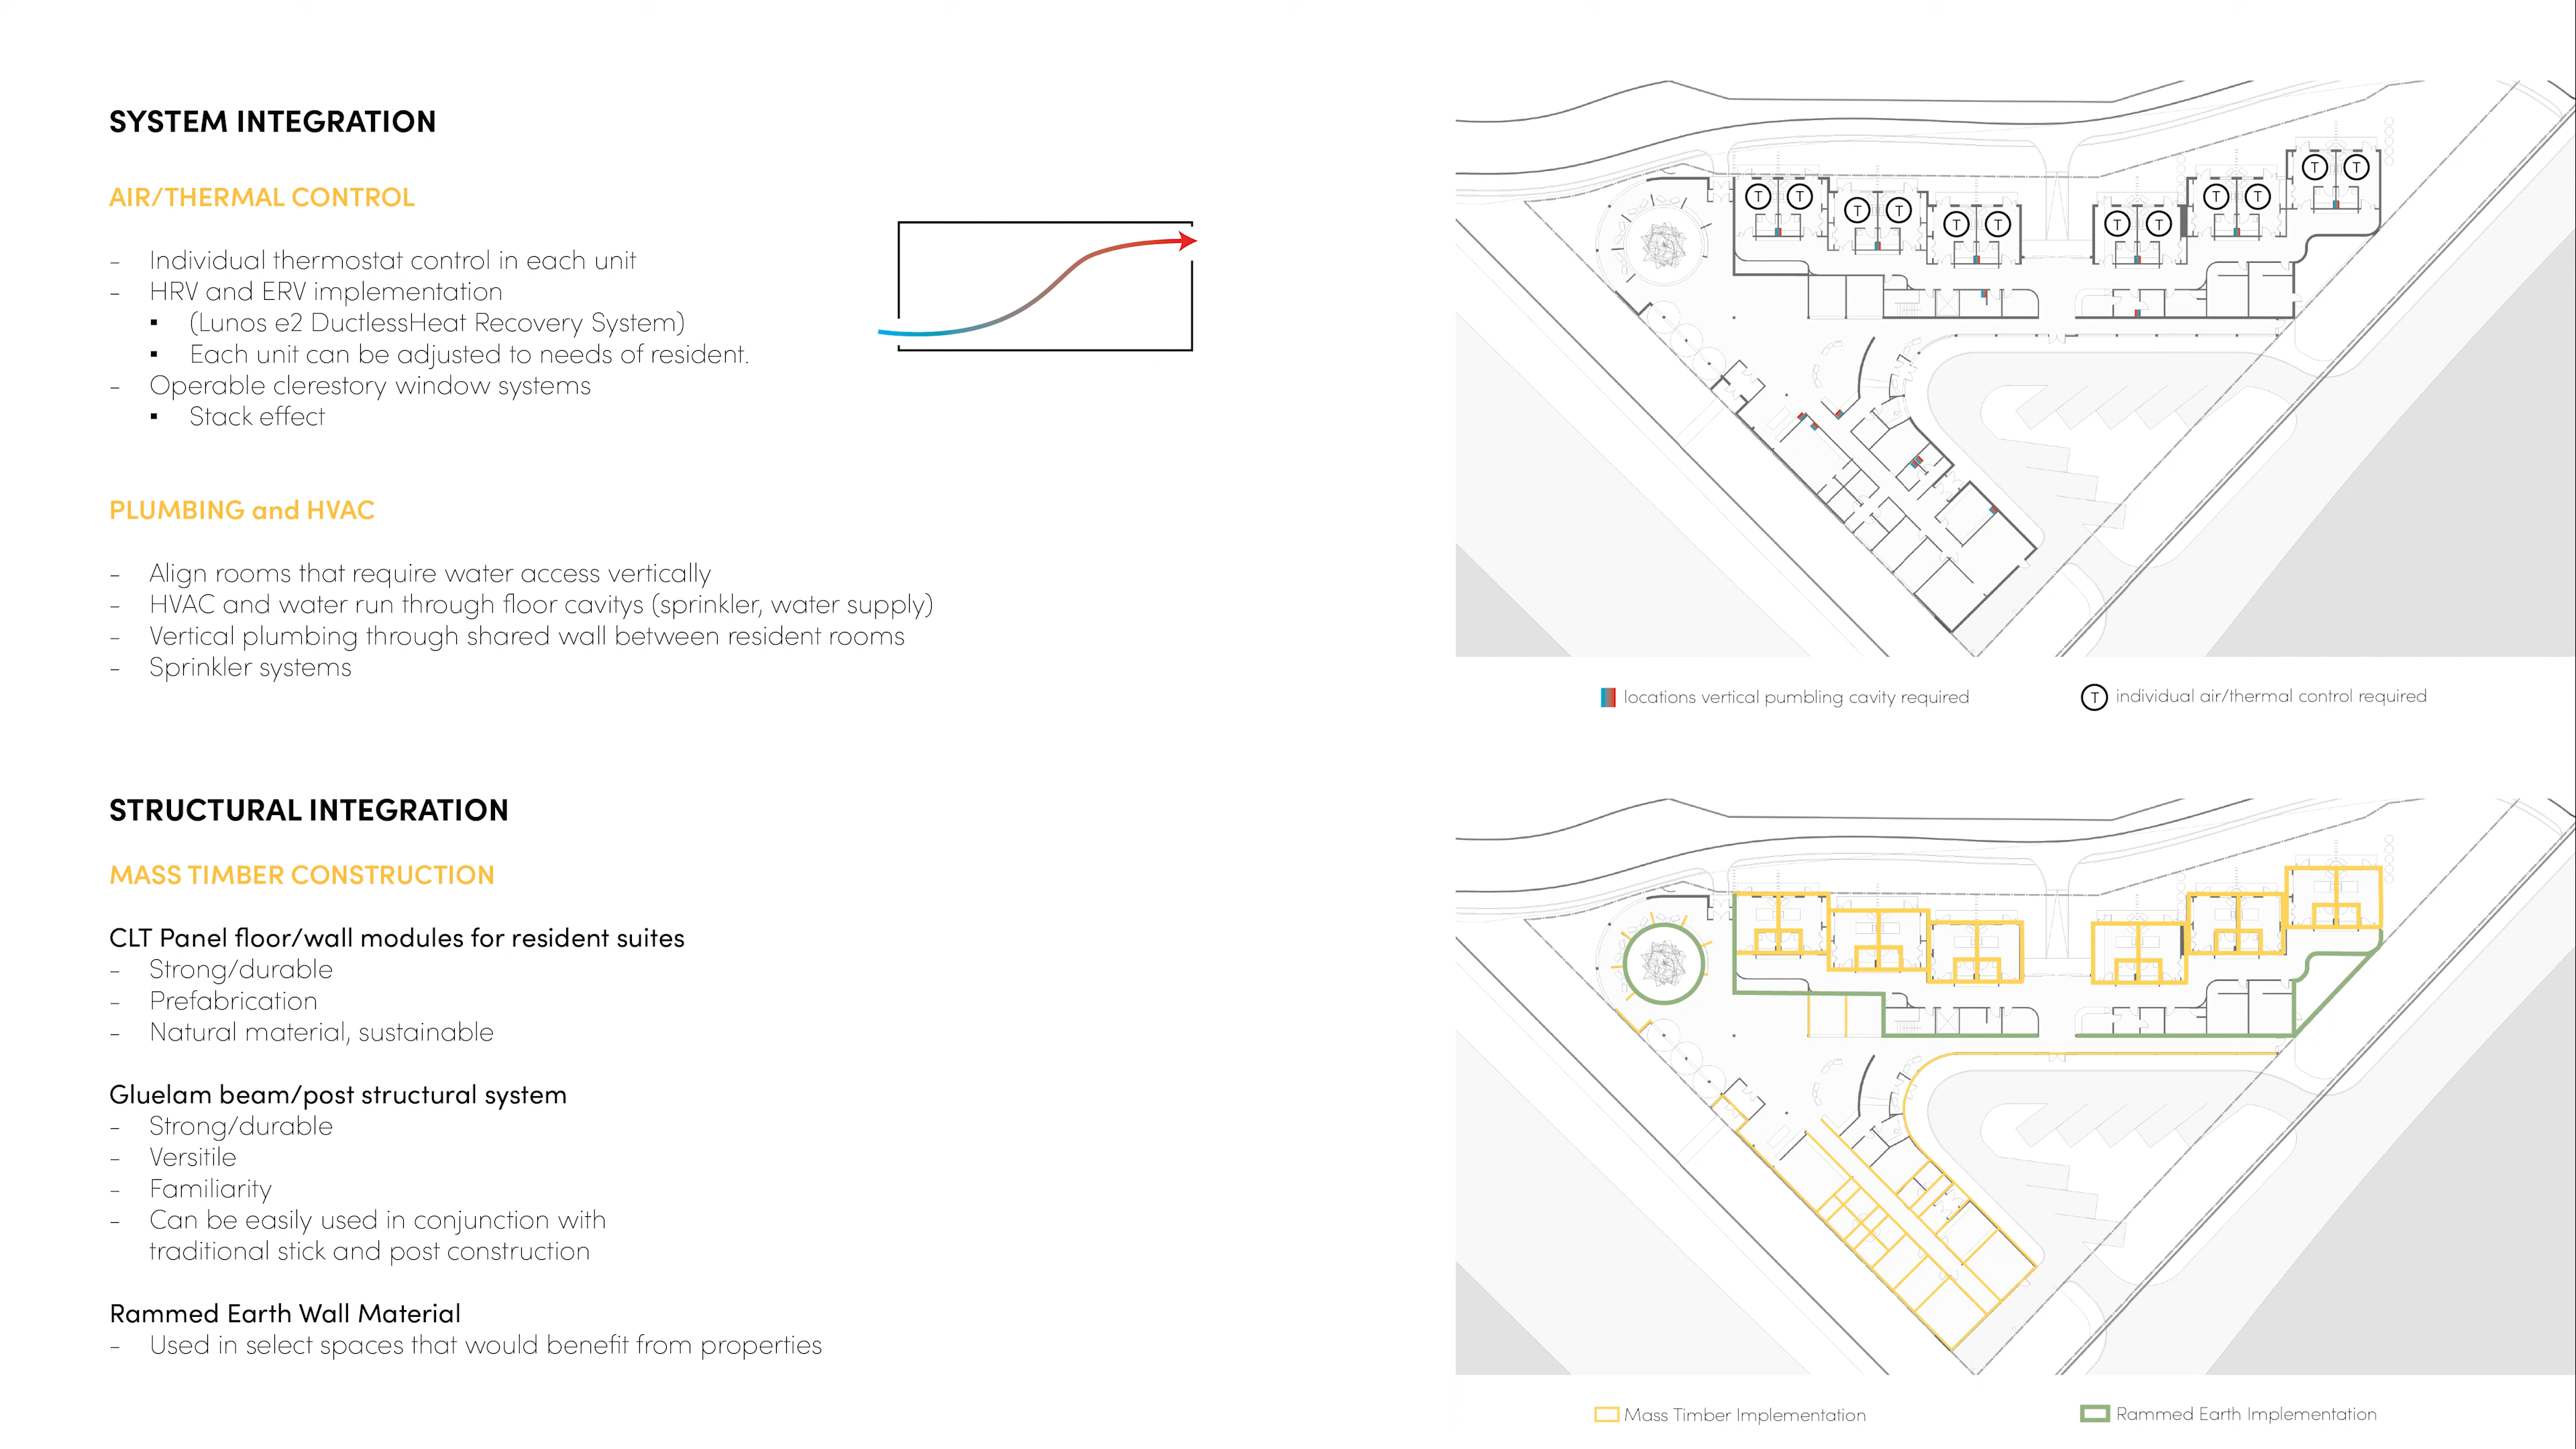 SYSTEM INTEGRATION
AIR/THERMAL CONTROL
- Individual thermostat control in each unit
- HRV and ERV implementation
▪ (Lunos e2 DuctlessHeat Recovery System)
▪ Each unit can be adjusted to needs of resident.
- Operable clerestory window systems
▪ Stack effect
PLUMBING and HVAC
- Align rooms that require water access vertically
- HVAC and water run through floor cavitys (sprinkler, water supply)
- Vertical plumbing through shared wall between resident rooms
- Sprinkler systems
T T T T T T T T T T T T
locations vertical pumbling cavity required
T individual air/thermal control required
STRUCTURAL INTEGRATION
MASS TIMBER CONSTRUCTION
CLT Panel floor/wall modules for resident suites
- Strong/durable
- Prefabrication
- Natural material, sustainable
Gluelam beam/post structural system
- Strong/durable
- Versitile
- Familiarity
- Can be easily used in conjunction with
traditional stick and post construction
Rammed Earth Wall Material
- Used in select spaces that would benefit from properties
Mass Timber Implementation
Rammed Earth Implementation